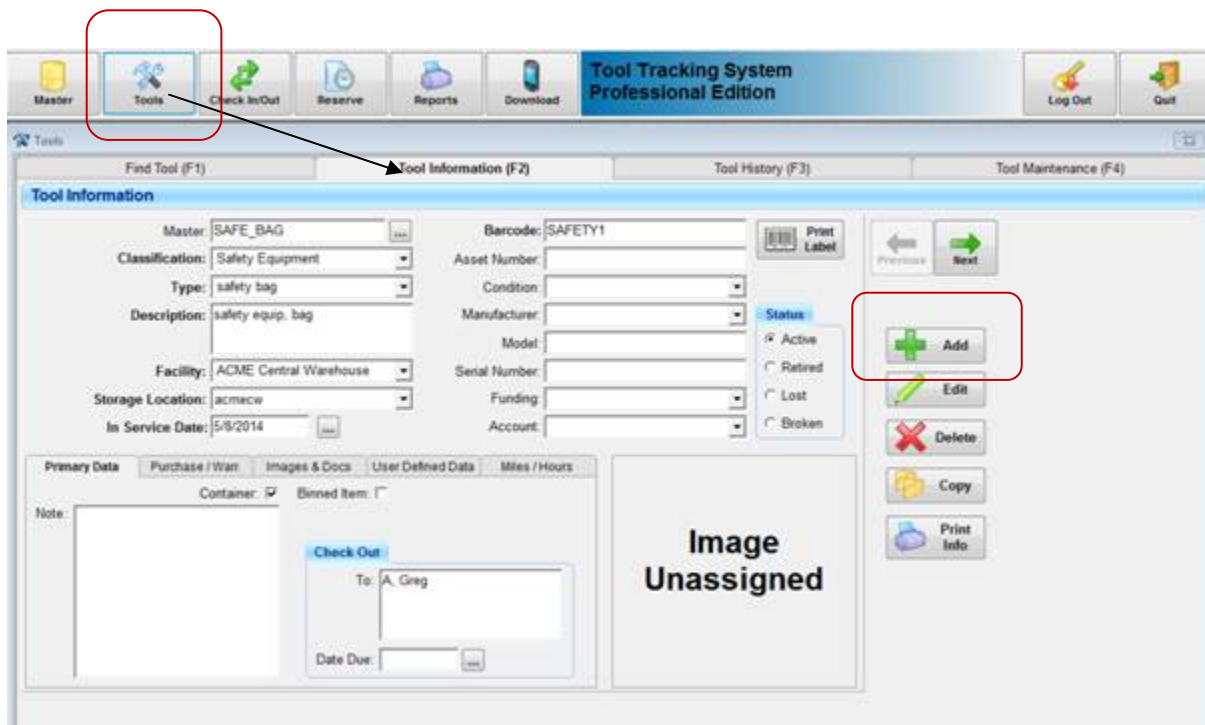 Tool Tracking System
Professional Edition
Master
Tools
Check In/Out
Reserve
Reports
Download
Log Out
Quit
Tools
Find Tool (F1)
Tool Information (F2)
Tool History (F3)
Tool Maintenance (F4)
Tool Information
Master: SAFE_BAG
...
Classification: Safety Equipment
Type: safety bag
Description: safety equip. bag
Facility: ACME Central Warehouse
Storage Location: acmecw
In Service Date: 5/8/2014
...
Barcode: SAFETY1
Asset Number:
Condition:
Manufacturer:
Model:
Serial Number:
Funding:
Account:
Print
Label
Status
Active
Retired
Lost
Broken
Previous
Next
Add
Edit
Delete
Copy
Print
Info
Primary Data
Purchase / Warr
Images & Docs
User Defined Data
Miles / Hours
Container:
Binned Item:
Note:
Check Out
To: A, Greg
Date Due:
...
Image
Unassigned